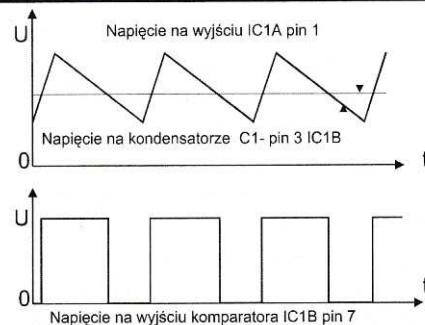 U
Napięcie na wyjściu IC1A pin 1
Napięcie na kondensatorze C1- pin 3 IC1B
0
t
U
0
t
Napięcie na wyjściu komparatora IC1B pin 7